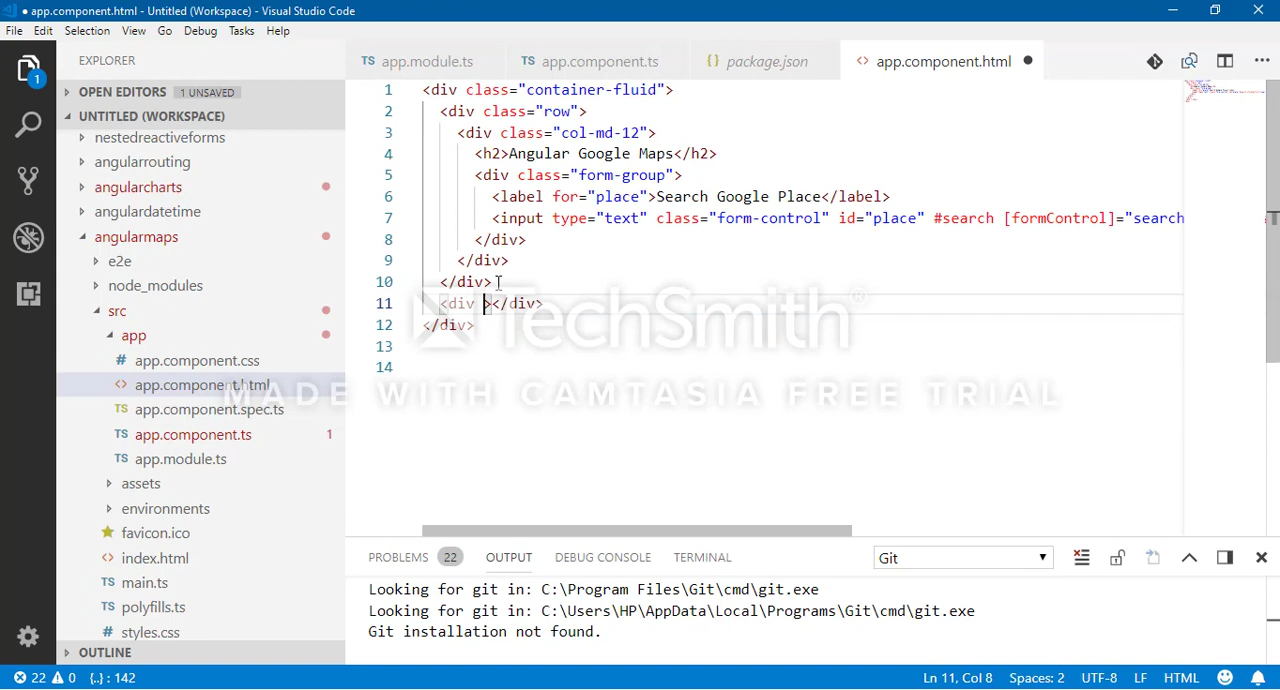 ● app.component.html - Untitled (Workspace) - Visual Studio Code
File Edit Selection View Go Debug Tasks Help
EXPLORER
OPEN EDITORS 1 UNSAVED
UNTITLED (WORKSPACE)
nestedreactiveforms
angularrouting
angularcharts
angulardatetime
angularmaps
e2e
node_modules
src
app
# app.component.css
<> app.component.html
TS app.component.spec.ts
TS app.component.ts 1
TS app.module.ts
assets
environments
favicon.ico
<> index.html
TS main.ts
TS polyfills.ts
# styles.css
OUTLINE
1
TS app.module.ts TS app.component.ts {} package.json <> app.component.html ●
1 <div class="container-fluid">
2 <div class="row">
3 <div class="col-md-12">
4 <h2>Angular Google Maps</h2>
5 <div class="form-group">
6 <label for="place">Search Google Place</label>
7 <input type="text" class="form-control" id="place" #search [formControl]="search
8 </div>
9 </div>
10 </div>
11 <div ></div>
12 </div>
13
14
TechSmith®
MADE WITH CAMTASIA FREE TRIAL
PROBLEMS 22 OUTPUT DEBUG CONSOLE TERMINAL Git
Looking for git in: C:\Program Files\Git\cmd\git.exe
Looking for git in: C:\Users\HP\AppData\Local\Programs\Git\cmd\git.exe
Git installation not found.
22 0 {..} : 142 Ln 11, Col 8 Spaces: 2 UTF-8 LF HTML